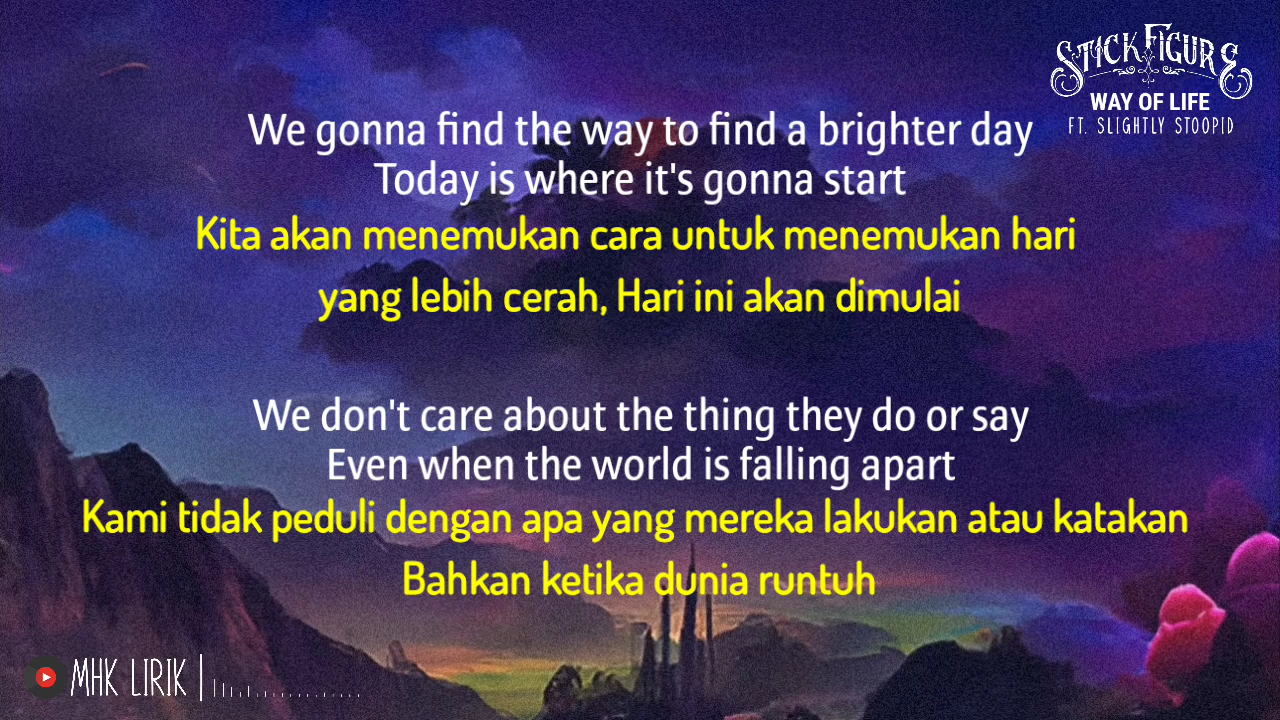 STICK FIGURE
WAY OF LIFE
FT. SLIGHTLY STOOPID
We gonna find the way to find a brighter day
Today is where it's gonna start
Kita akan menemukan cara untuk menemukan hari
yang lebih cerah, Hari ini akan dimulai
We don't care about the thing they do or say
Even when the world is falling apart
Kami tidak peduli dengan apa yang mereka lakukan atau katakan
Bahkan ketika dunia runtuh
MHK LIRIK